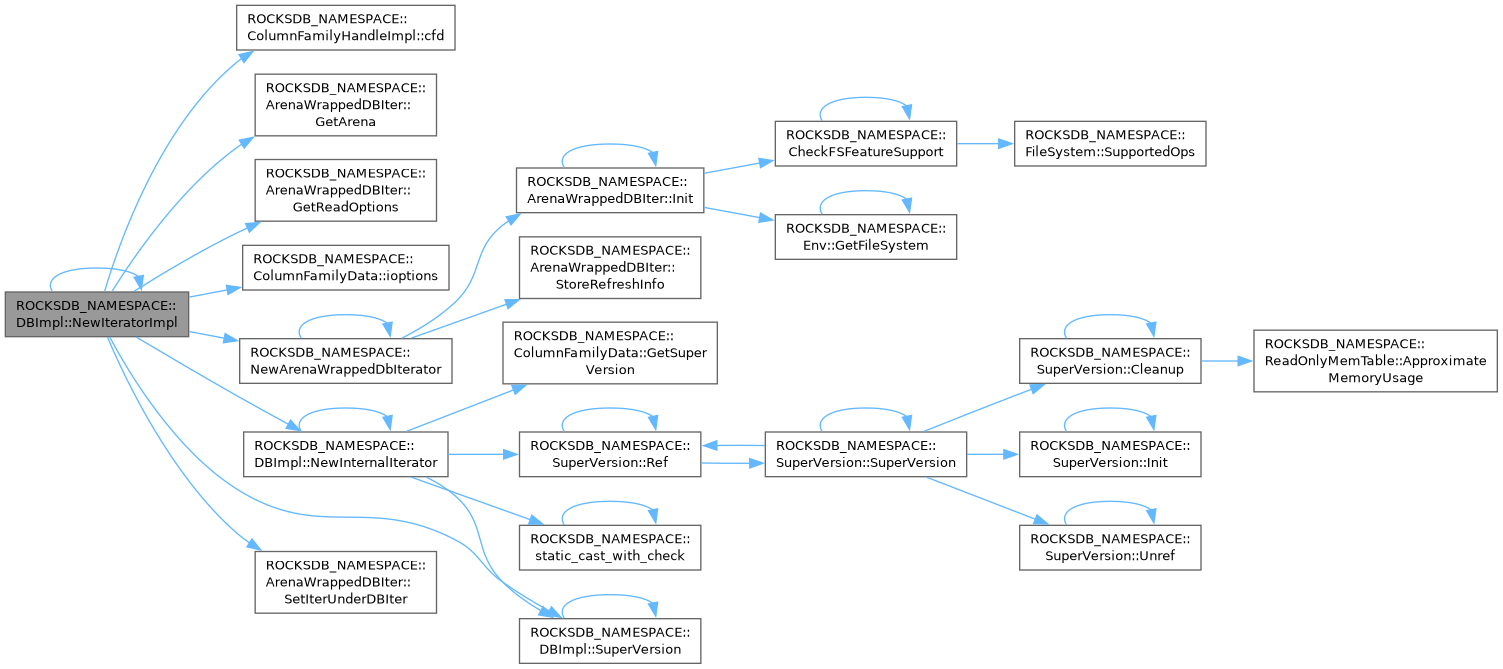 ROCKSDB_NAMESPACE::
ColumnFamilyHandleImpl::cfd
ROCKSDB_NAMESPACE::
ArenaWrappedDBIter::
GetArena
ROCKSDB_NAMESPACE::
ArenaWrappedDBIter::
GetReadOptions
ROCKSDB_NAMESPACE::
ColumnFamilyData::ioptions
ROCKSDB_NAMESPACE::
DBImpl::NewIteratorImpl
ROCKSDB_NAMESPACE::
NewArenaWrappedDbIterator
ROCKSDB_NAMESPACE::
DBImpl::NewInternalIterator
ROCKSDB_NAMESPACE::
ArenaWrappedDBIter::
SetIterUnderDBIter
ROCKSDB_NAMESPACE::
ArenaWrappedDBIter::Init
ROCKSDB_NAMESPACE::
ArenaWrappedDBIter::
StoreRefreshInfo
ROCKSDB_NAMESPACE::
ColumnFamilyData::GetSuper
Version
ROCKSDB_NAMESPACE::
SuperVersion::Ref
ROCKSDB_NAMESPACE::
static_cast_with_check
ROCKSDB_NAMESPACE::
DBImpl::SuperVersion
ROCKSDB_NAMESPACE::
CheckFSFeatureSupport
ROCKSDB_NAMESPACE::
Env::GetFileSystem
ROCKSDB_NAMESPACE::
SuperVersion::SuperVersion
ROCKSDB_NAMESPACE::
FileSystem::SupportedOps
ROCKSDB_NAMESPACE::
SuperVersion::Cleanup
ROCKSDB_NAMESPACE::
SuperVersion::Init
ROCKSDB_NAMESPACE::
SuperVersion::Unref
ROCKSDB_NAMESPACE::
ReadOnlyMemTable::Approximate
MemoryUsage